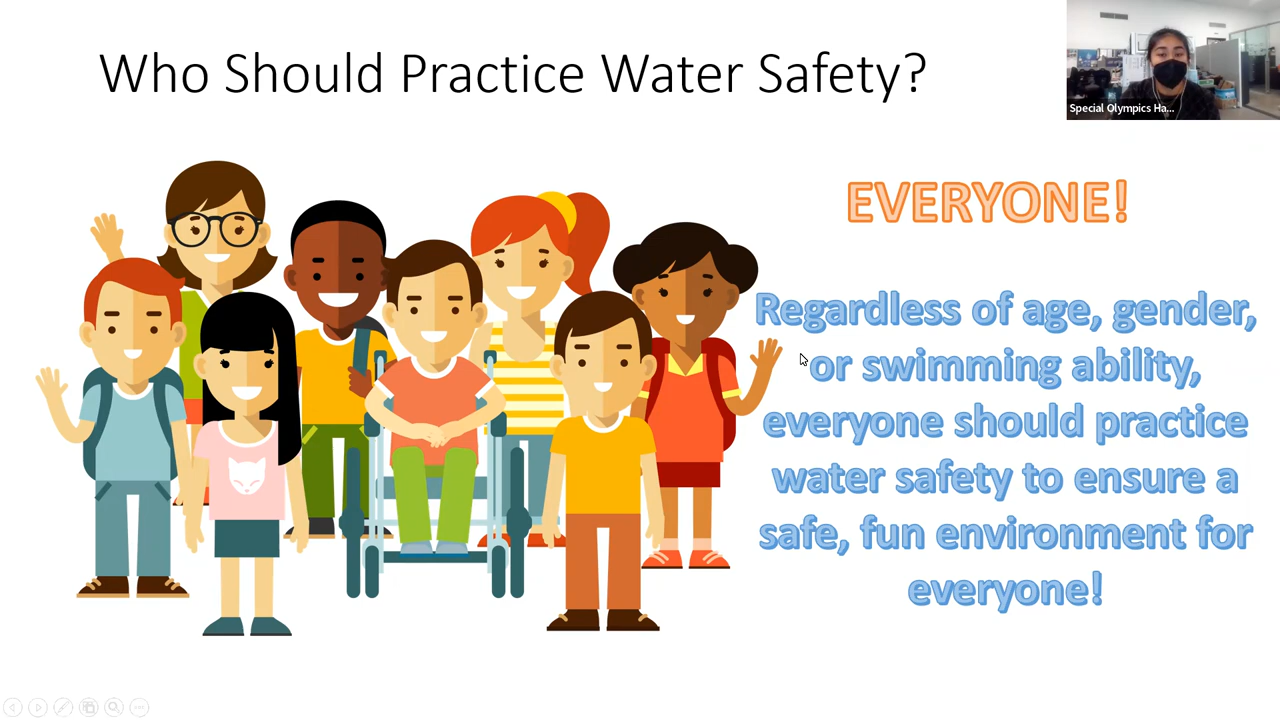 Who Should Practice Water Safety?
Special Olympics Ha...
EVERYONE!
Regardless of age, gender,
or swimming ability,
everyone should practice
water safety to ensure a
safe, fun environment for
everyone!